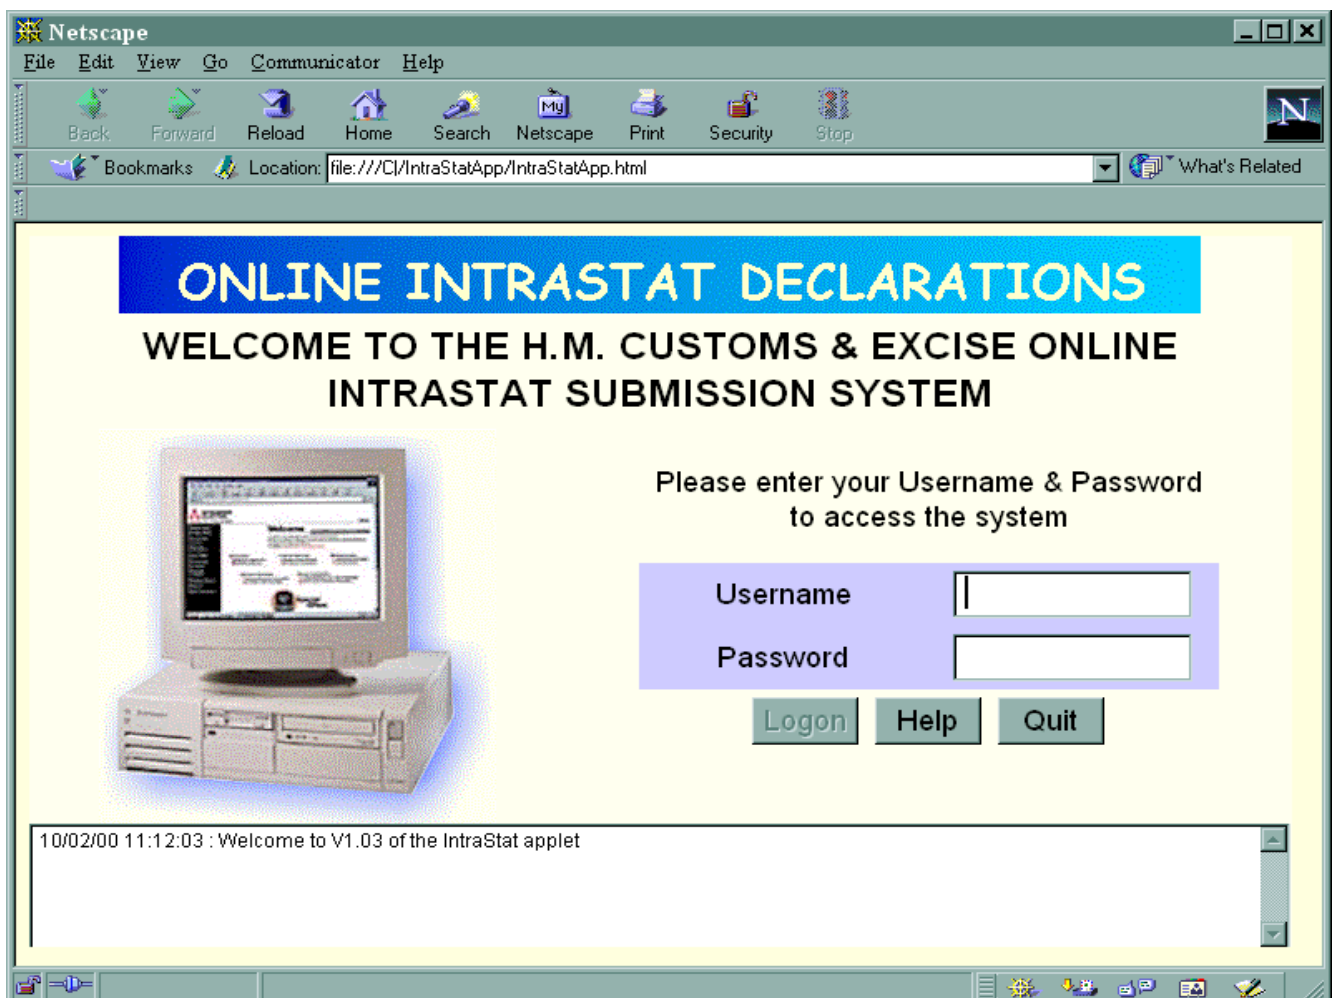 Netscape
File Edit View Go Communicator Help
My N
Back Forward Reload Home Search Netscape Print Security Stop
Bookmarks Location: file:///C|/IntraStatApp/IntraStatApp.html What's Related
ONLINE INTRASTAT DECLARATIONS
WELCOME TO THE H.M. CUSTOMS & EXCISE ONLINE
INTRASTAT SUBMISSION SYSTEM
Welcome
Please enter your Username & Password
to access the system
Username
Password
Logon Help Quit
10/02/00 11:12:03 : Welcome to V1.03 of the IntraStat applet